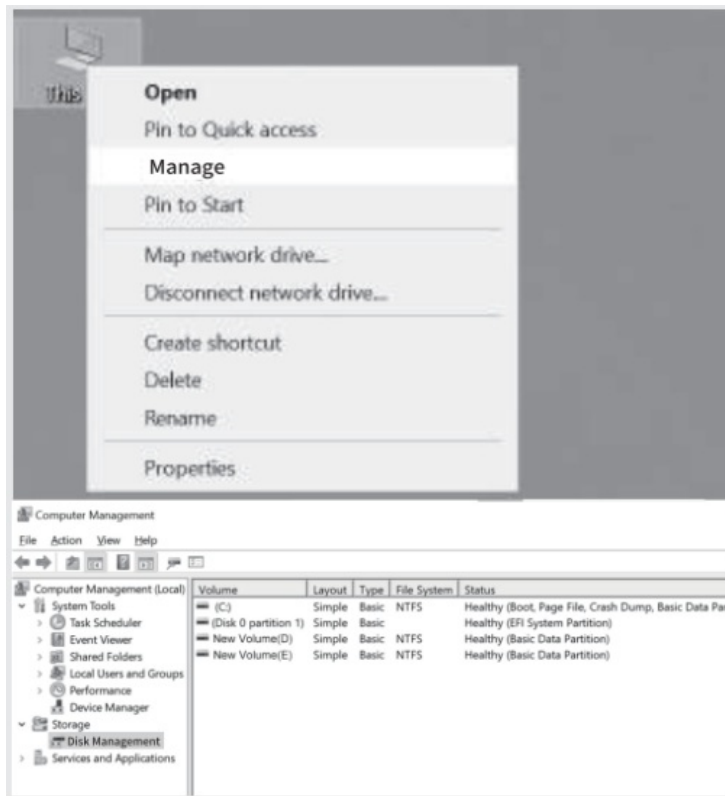 This
Open
Pin to Quick access
Manage
Pin to Start
Map network drive...
Disconnect network drive...
Create shortcut
Delete
Rename
Properties
Computer Management
File Action View Help
Computer Management (Local) Volume Layout Type File System Status
System Tools (C:) Simple Basic NTFS Healthy (Boot, Page File, Crash Dump, Basic Data Pa
Task Scheduler (Disk 0 partition 1) Simple Basic Healthy (EFI System Partition)
Event Viewer New Volume(D) Simple Basic NTFS Healthy (Basic Data Partition)
Shared Folders New Volume(E) Simple Basic NTFS Healthy (Basic Data Partition)
Local Users and Groups
Performance
Device Manager
Storage
Disk Management
Services and Applications